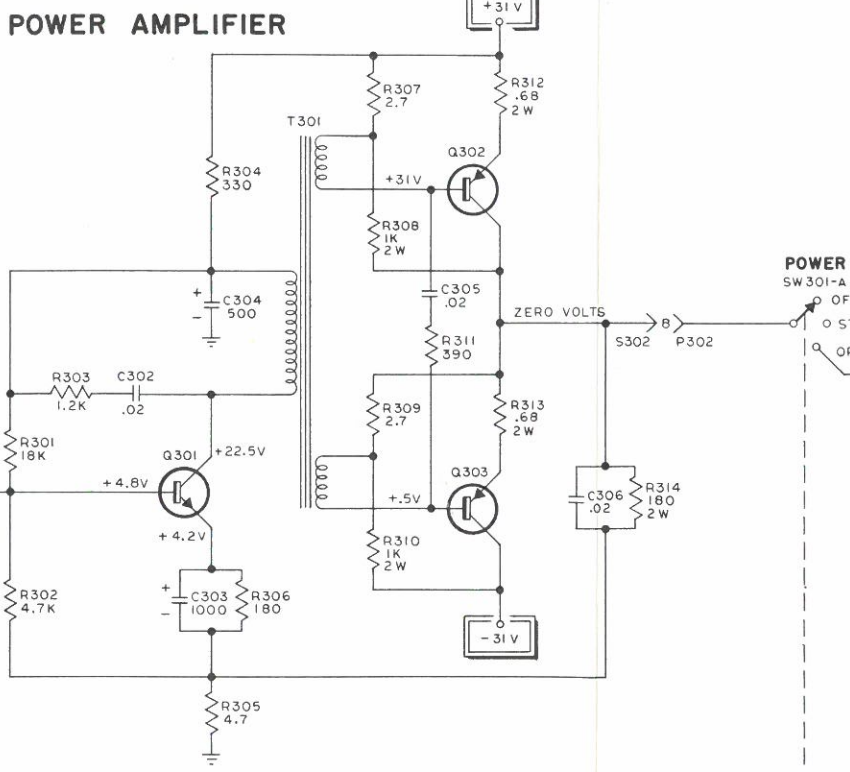 POWER AMPLIFIER
+31 V
R307
2.7
R312
.68
2W
T301
Q302
R304
330
+31V
R308
1K
2W
POWER
SW301-A
+
C304
-
500
C305
.02
ZERO VOLTS
8
S302
P302
R311
390
R303
1.2K
C302
.02
R309
2.7
R313
.68
2W
R301
18K
Q301
+22.5V
Q303
+4.8V
+.5V
C306
.02
R314
180
2W
+4.2V
R310
1K
2W
R302
4.7K
+
C303
-
1000
R306
180
-31 V
R305
4.7